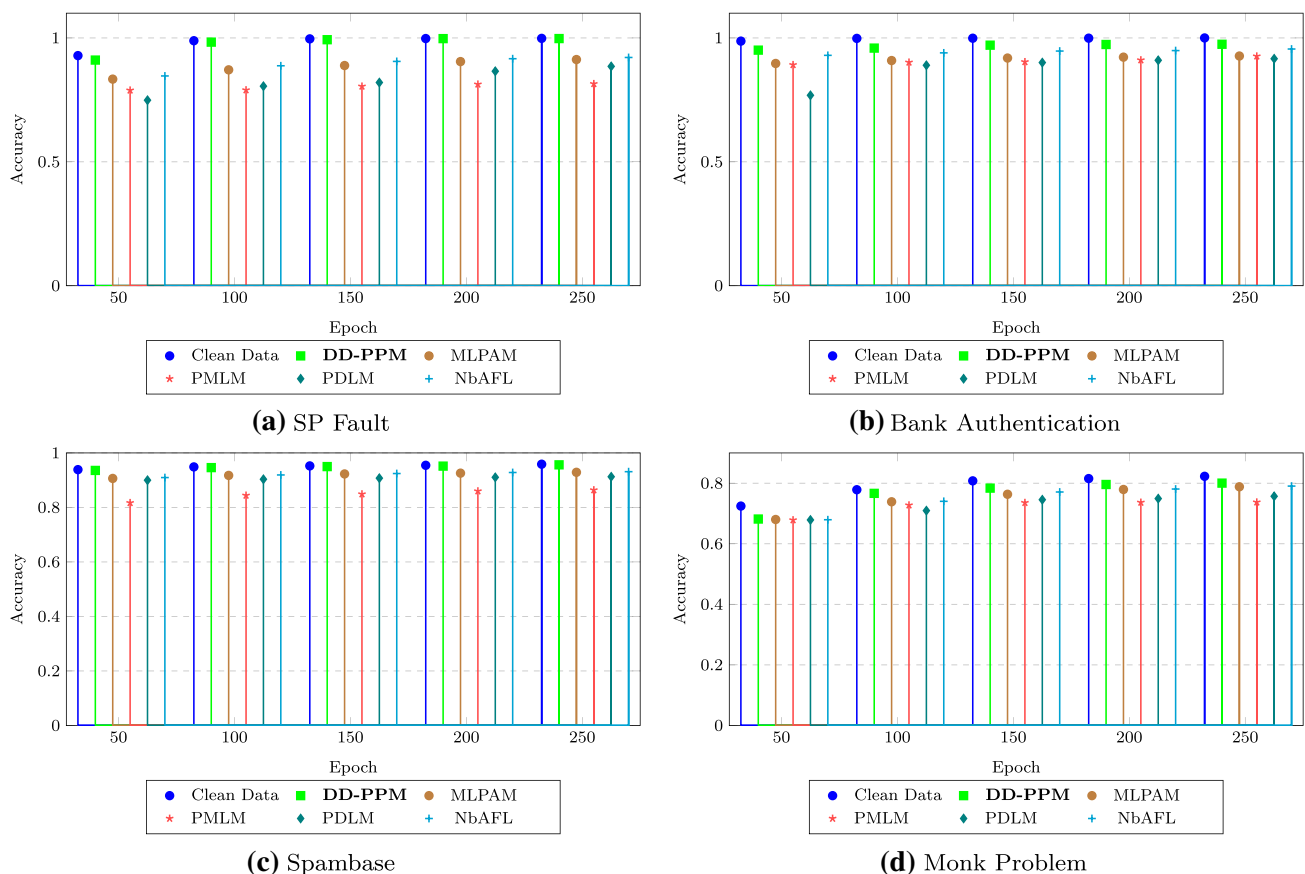 1
0.5
0
Accuracy
50 100 150 200 250
Epoch
Clean Data DD-PPM MLPAM
PMLM PDLM NbAFL
(a) SP Fault
1
0.5
0
Accuracy
50 100 150 200 250
Epoch
Clean Data DD-PPM MLPAM
PMLM PDLM NbAFL
(b) Bank Authentication
1
0.8
0.6
0.4
0.2
0
Accuracy
50 100 150 200 250
Epoch
Clean Data DD-PPM MLPAM
PMLM PDLM NbAFL
(c) Spambase
0.8
0.6
0.4
0.2
0
Accuracy
50 100 150 200 250
Epoch
Clean Data DD-PPM MLPAM
PMLM PDLM NbAFL
(d) Monk Problem